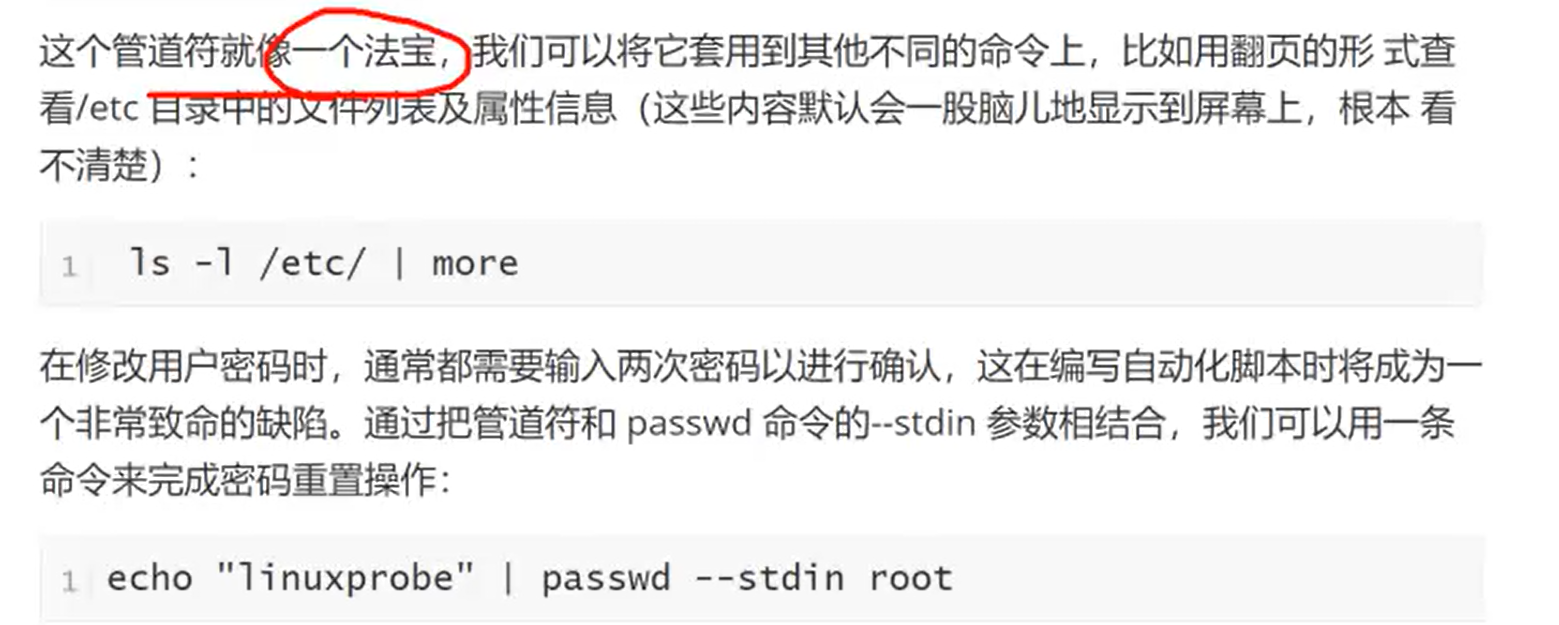 这个管道符就像一个法宝，我们可以将它套用到其他不同的命令上，比如用翻页的形 式查
看/etc 目录中的文件列表及属性信息（这些内容默认会一股脑儿地显示到屏幕上，根本 看
不清楚）：
1 ls -l /etc/ | more
在修改用户密码时，通常都需要输入两次密码以进行确认，这在编写自动化脚本时将成为一
个非常致命的缺陷。通过把管道符和 passwd 命令的--stdin 参数相结合，我们可以用一条
命令来完成密码重置操作：
1 echo "linuxprobe" | passwd --stdin root